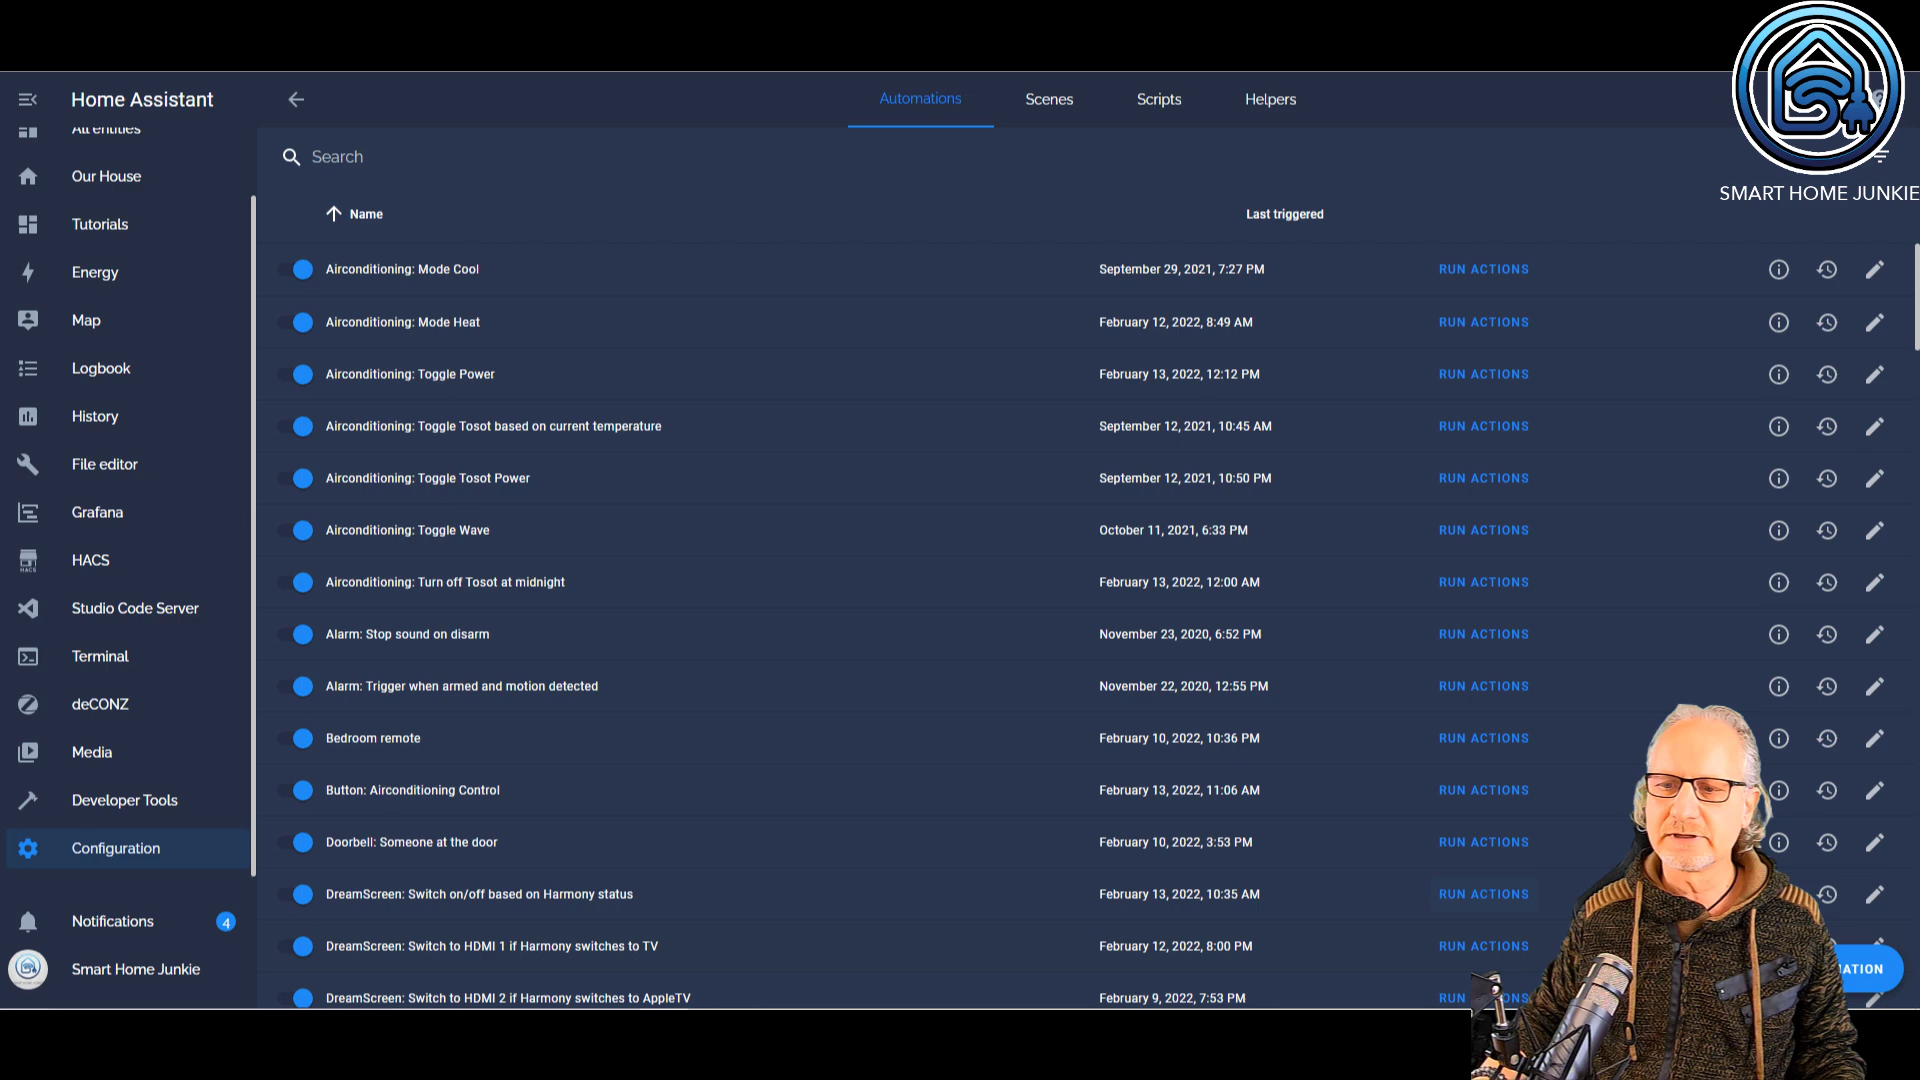 Home Assistant
Automations
Scenes
Scripts
Helpers
All entities
Our House
Tutorials
Energy
Map
Logbook
History
File editor
Grafana
HACS
HACS
Studio Code Server
Terminal
deCONZ
Media
Developer Tools
Configuration
Notifications 4
Smart Home Junkie
Search
Name Last triggered
Airconditioning: Mode Cool September 29, 2021, 7:27 PM RUN ACTIONS
Airconditioning: Mode Heat February 12, 2022, 8:49 AM RUN ACTIONS
Airconditioning: Toggle Power February 13, 2022, 12:12 PM RUN ACTIONS
Airconditioning: Toggle Tosot based on current temperature September 12, 2021, 10:45 AM RUN ACTIONS
Airconditioning: Toggle Tosot Power September 12, 2021, 10:50 PM RUN ACTIONS
Airconditioning: Toggle Wave October 11, 2021, 6:33 PM RUN ACTIONS
Airconditioning: Turn off Tosot at midnight February 13, 2022, 12:00 AM RUN ACTIONS
Alarm: Stop sound on disarm November 23, 2020, 6:52 PM RUN ACTIONS
Alarm: Trigger when armed and motion detected November 22, 2020, 12:55 PM RUN ACTIONS
Bedroom remote February 10, 2022, 10:36 PM RUN ACTIONS
Button: Airconditioning Control February 13, 2022, 11:06 AM RUN ACTIONS
Doorbell: Someone at the door February 10, 2022, 3:53 PM RUN ACTIONS
DreamScreen: Switch on/off based on Harmony status February 13, 2022, 10:35 AM RUN ACTIONS
DreamScreen: Switch to HDMI 1 if Harmony switches to TV February 12, 2022, 8:00 PM RUN ACTIONS
DreamScreen: Switch to HDMI 2 if Harmony switches to AppleTV February 9, 2022, 7:53 PM RUN
SMART HOME JUNKIE